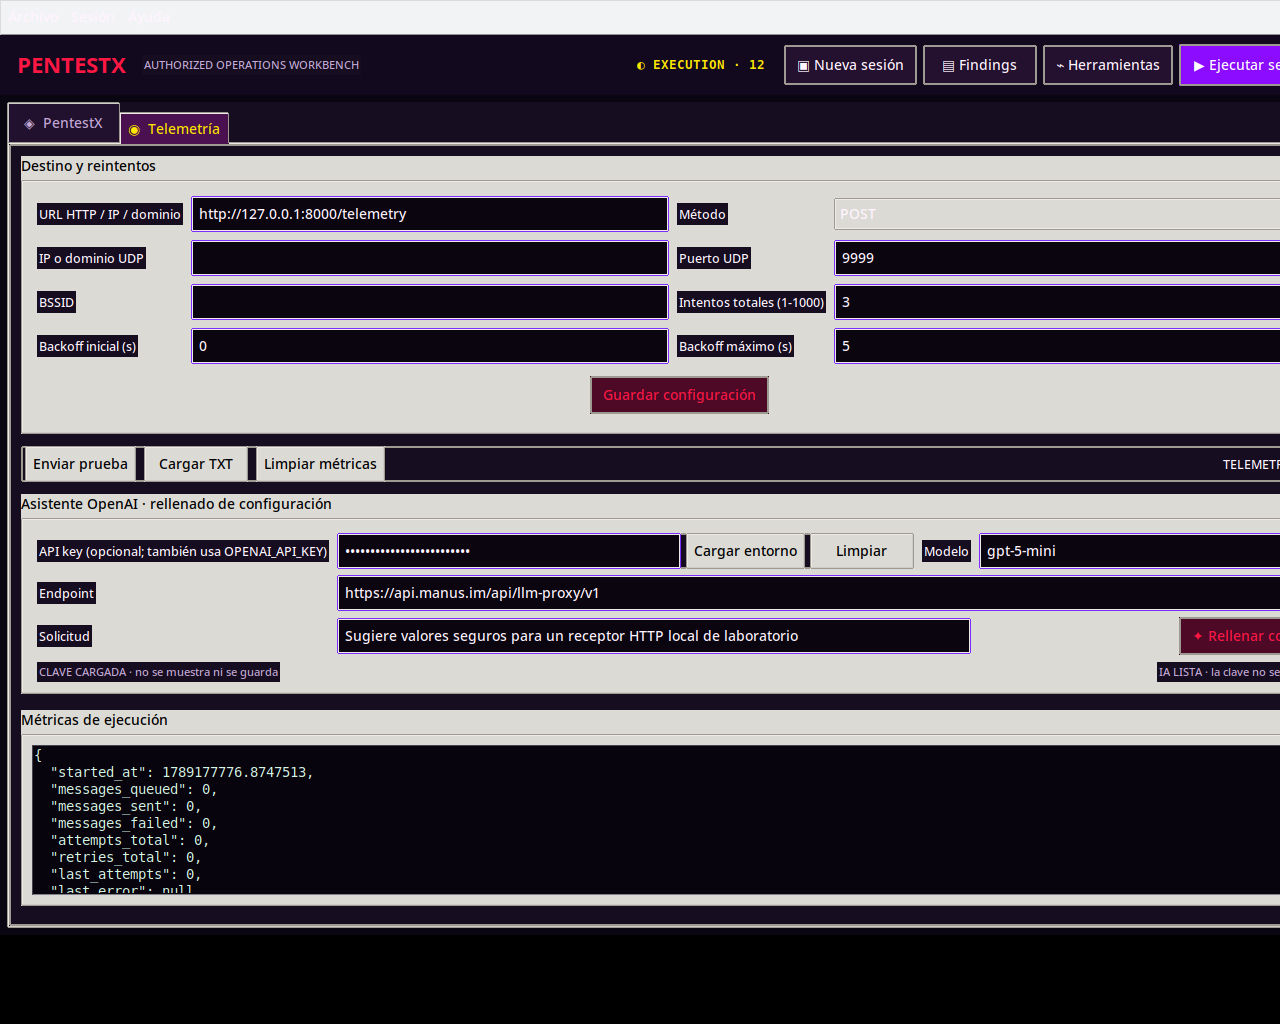 Archivo Sesión Ayuda
PENTESTX AUTHORIZED OPERATIONS WORKBENCH ◐ EXECUTION · 12 ▣ Nueva sesión ▤ Findings ⌁ Herramientas ▶ Ejecutar se
◈ PentestX ◉ Telemetría
Destino y reintentos
URL HTTP / IP / dominio http://127.0.0.1:8000/telemetry Método POST
IP o dominio UDP Puerto UDP 9999
BSSID Intentos totales (1-1000) 3
Backoff inicial (s) 0 Backoff máximo (s) 5
Guardar configuración
Enviar prueba Cargar TXT Limpiar métricas TELEMETR
Asistente OpenAI · rellenado de configuración
API key (opcional; también usa OPENAI_API_KEY) ••••••••••••••••••••••••• Cargar entorno Limpiar Modelo gpt-5-mini
Endpoint https://api.manus.im/api/llm-proxy/v1
Solicitud Sugiere valores seguros para un receptor HTTP local de laboratorio ✦ Rellenar co
CLAVE CARGADA · no se muestra ni se guarda IA LISTA · la clave no se
Métricas de ejecución
{
"started_at": 1789177776.8747513,
"messages_queued": 0,
"messages_sent": 0,
"messages_failed": 0,
"attempts_total": 0,
"retries_total": 0,
"last_attempts": 0,
"last_error": null